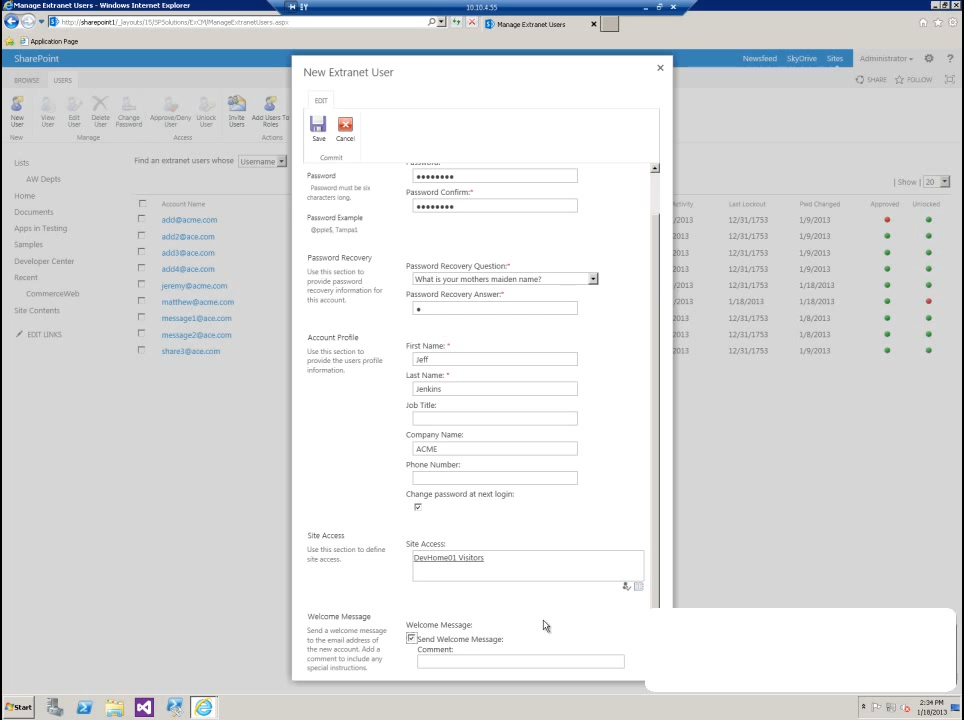 Manage Extranet Users - Windows Internet Explorer
10.10.4.55
http://sharepoint1/_layouts/15/SPSolutions/ExCM/ManageExtranetUsers.aspx
Manage Extranet Users
Application Page
SharePoint
Newsfeed SkyDrive Sites Administrator ?
BROWSE USERS
SHARE FOLLOW
New User
View User
Edit User
Delete User
Change Password
Approve/Deny User
Unlock User
Invite Users
Add Users To Roles
New Manage Access Actions
Lists
AW Depts
Home
Documents
Apps in Testing
Samples
Developer Center
Recent
CommerceWeb
Site Contents
EDIT LINKS
Find an extranet users whose Username
| Show | 20
Account Name
add@acme.com
add2@ace.com
add3@ace.com
add4@ace.com
jeremy@acme.com
matthew@acme.com
message1@ace.com
message2@ace.com
share3@ace.com
New Extranet User
EDIT
Save Cancel
Commit
Password
Password must be six
characters long.
Password Example
@pple$, Tampa1
Password:
●●●●●●●●
Password Confirm:*
●●●●●●●●
Password Recovery
Use this section to
provide password
recovery information for
this account.
Password Recovery Question:*
What is your mothers maiden name?
Password Recovery Answer:*
●
Account Profile
Use this section to
provide the users profile
information.
First Name: *
Jeff
Last Name: *
Jenkins
Job Title:
Company Name:
ACME
Phone Number:
Change password at next login:
Site Access
Use this section to define
site access.
Site Access:
DevHome01 Visitors
Welcome Message
Send a welcome message
to the email address of
the new account. Add a
comment to include any
special instructions.
Welcome Message:
Send Welcome Message:
Comment:
Last Lockout Pwd Changed Approved Unlocked
/2013 12/31/1753 1/9/2013
2013 12/31/1753 1/9/2013
2013 12/31/1753 1/9/2013
2013 12/31/1753 1/9/2013
/2013 12/31/1753 1/18/2013
/2013 1/18/2013 1/18/2013
2013 12/31/1753 1/8/2013
2013 12/31/1753 1/8/2013
2013 12/31/1753 1/9/2013
Start
2:34 PM
1/18/2013